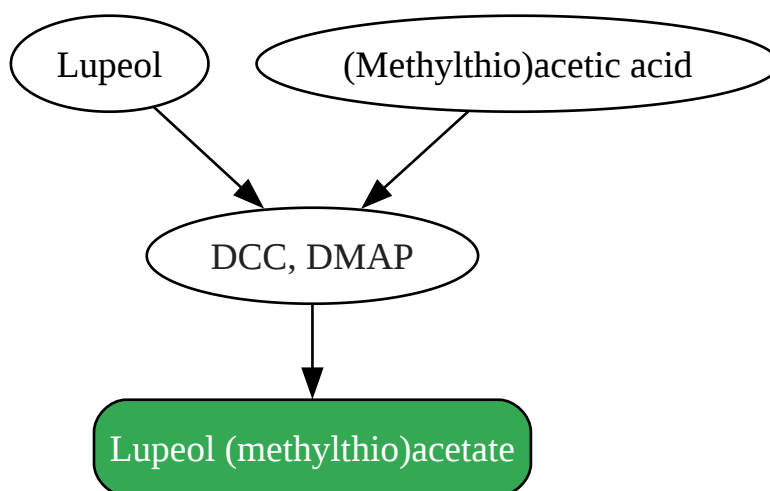 Lupeol
(Methylthio)acetic acid
DCC, DMAP
Lupeol (methylthio)acetate